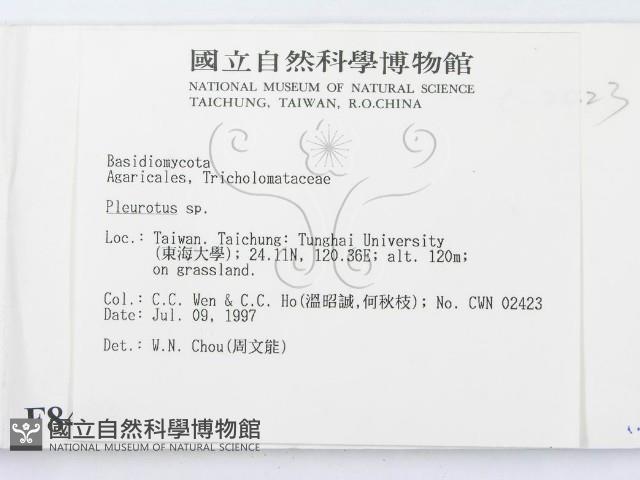 國立自然科學博物館
NATIONAL MUSEUM OF NATURAL SCIENCE
TAICHUNG, TAIWAN, R.O.CHINA
Basidiomycota
Agaricales, Tricholomataceae
Pleurotus sp.
Loc.: Taiwan. Taichung: Tunghai University
(東海大學); 24.11N, 120.36E; alt. 120m;
on grassland.
Col.: C.C. Wen & C.C. Ho(溫昭誠,何秋枝); No. CWN 02423
Date: Jul. 09, 1997
Det.: W.N. Chou(周文能)
國立自然科學博物館
NATIONAL MUSEUM OF NATURAL SCIENCE